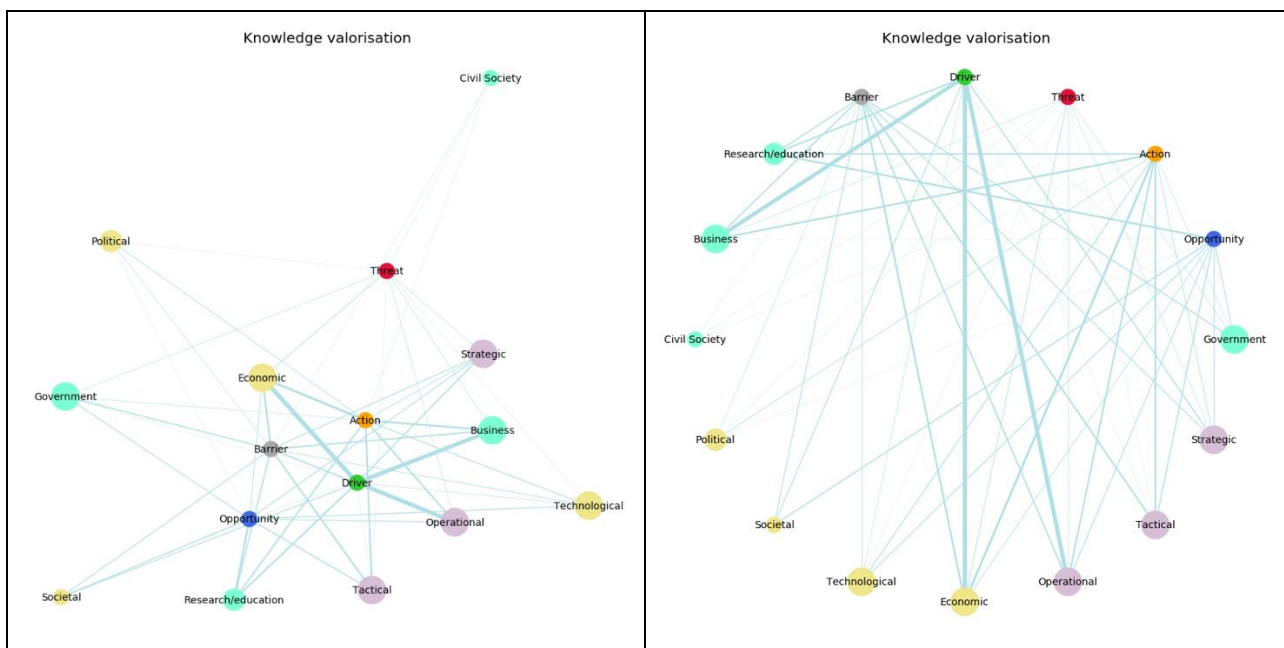 Knowledge valorisation
Civil Society
Political
Threat
Strategic
Economic
Government
Action
Business
Barrier
Driver
Technological
Opportunity
Operational
Tactical
Societal
Research/education
Knowledge valorisation
Driver
Barrier
Threat
Research/education
Action
Business
Opportunity
Civil Society
Government
Political
Strategic
Societal
Tactical
Technological
Operational
Economic